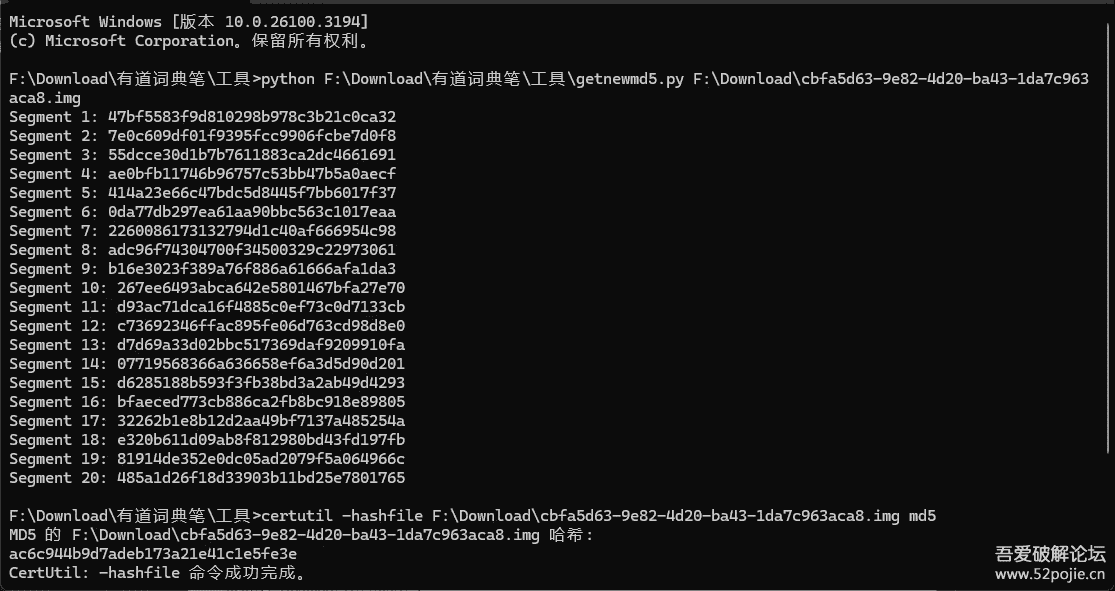 Microsoft Windows [版本 10.0.26100.3194]
(c) Microsoft Corporation。保留所有权利。
F:\Download\有道词典笔\工具>python F:\Download\有道词典笔\工具\getnewmd5.py F:\Download\cbfa5d63-9e82-4d20-ba43-1da7c963
aca8.img
Segment 1: 47bf5583f9d810298b978c3b21c0ca32
Segment 2: 7e0c609df01f9395fcc9906fcbe7d0f8
Segment 3: 55dcce30d1b7b7611883ca2dc4661691
Segment 4: ae0bfb11746b96757c53bb47b5a0aecf
Segment 5: 414a23e66c47bdc5d8445f7bb6017f37
Segment 6: 0da77db297ea61aa90bbc563c1017eaa
Segment 7: 2260086173132794d1c40af666954c98
Segment 8: adc96f74304700f34500329c22973061
Segment 9: b16e3023f389a76f886a61666afa1da3
Segment 10: 267ee6493abca642e5801467bfa27e70
Segment 11: d93ac71dca16f4885c0ef73c0d7133cb
Segment 12: c73692346ffac895fe06d763cd98d8e0
Segment 13: d7d69a33d02bbc517369daf9209910fa
Segment 14: 07719568366a636658ef6a3d5d90d201
Segment 15: d6285188b593f3fb38bd3a2ab49d4293
Segment 16: bfaeced773cb886ca2fb8bc918e89805
Segment 17: 32262b1e8b12d2aa49bf7137a485254a
Segment 18: e320b611d09ab8f812980bd43fd197fb
Segment 19: 81914de352e0dc05ad2079f5a064966c
Segment 20: 485a1d26f18d33903b11bd25e7801765
F:\Download\有道词典笔\工具>certutil -hashfile F:\Download\cbfa5d63-9e82-4d20-ba43-1da7c963aca8.img md5
MD5 的 F:\Download\cbfa5d63-9e82-4d20-ba43-1da7c963aca8.img 哈希:
ac6c944b9d7adeb173a21e41c1e5fe3e
CertUtil: -hashfile 命令成功完成。
吾爱破解论坛
www.52pojie.cn